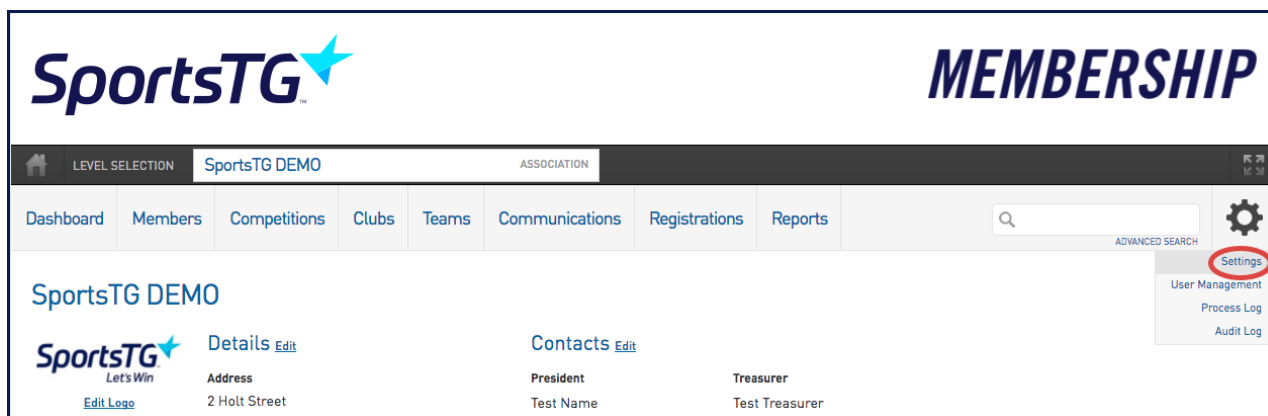 SportsTG™
MEMBERSHIP
LEVEL SELECTION SportsTG DEMO ASSOCIATION
Dashboard Members Competitions Clubs Teams Communications Registrations Reports
ADVANCED SEARCH
Settings
User Management
Process Log
Audit Log
SportsTG DEMO
SportsTG
Let's Win
Edit Logo
Details Edit
Address
2 Holt Street
Contacts Edit
President Treasurer
Test Name Test Treasurer